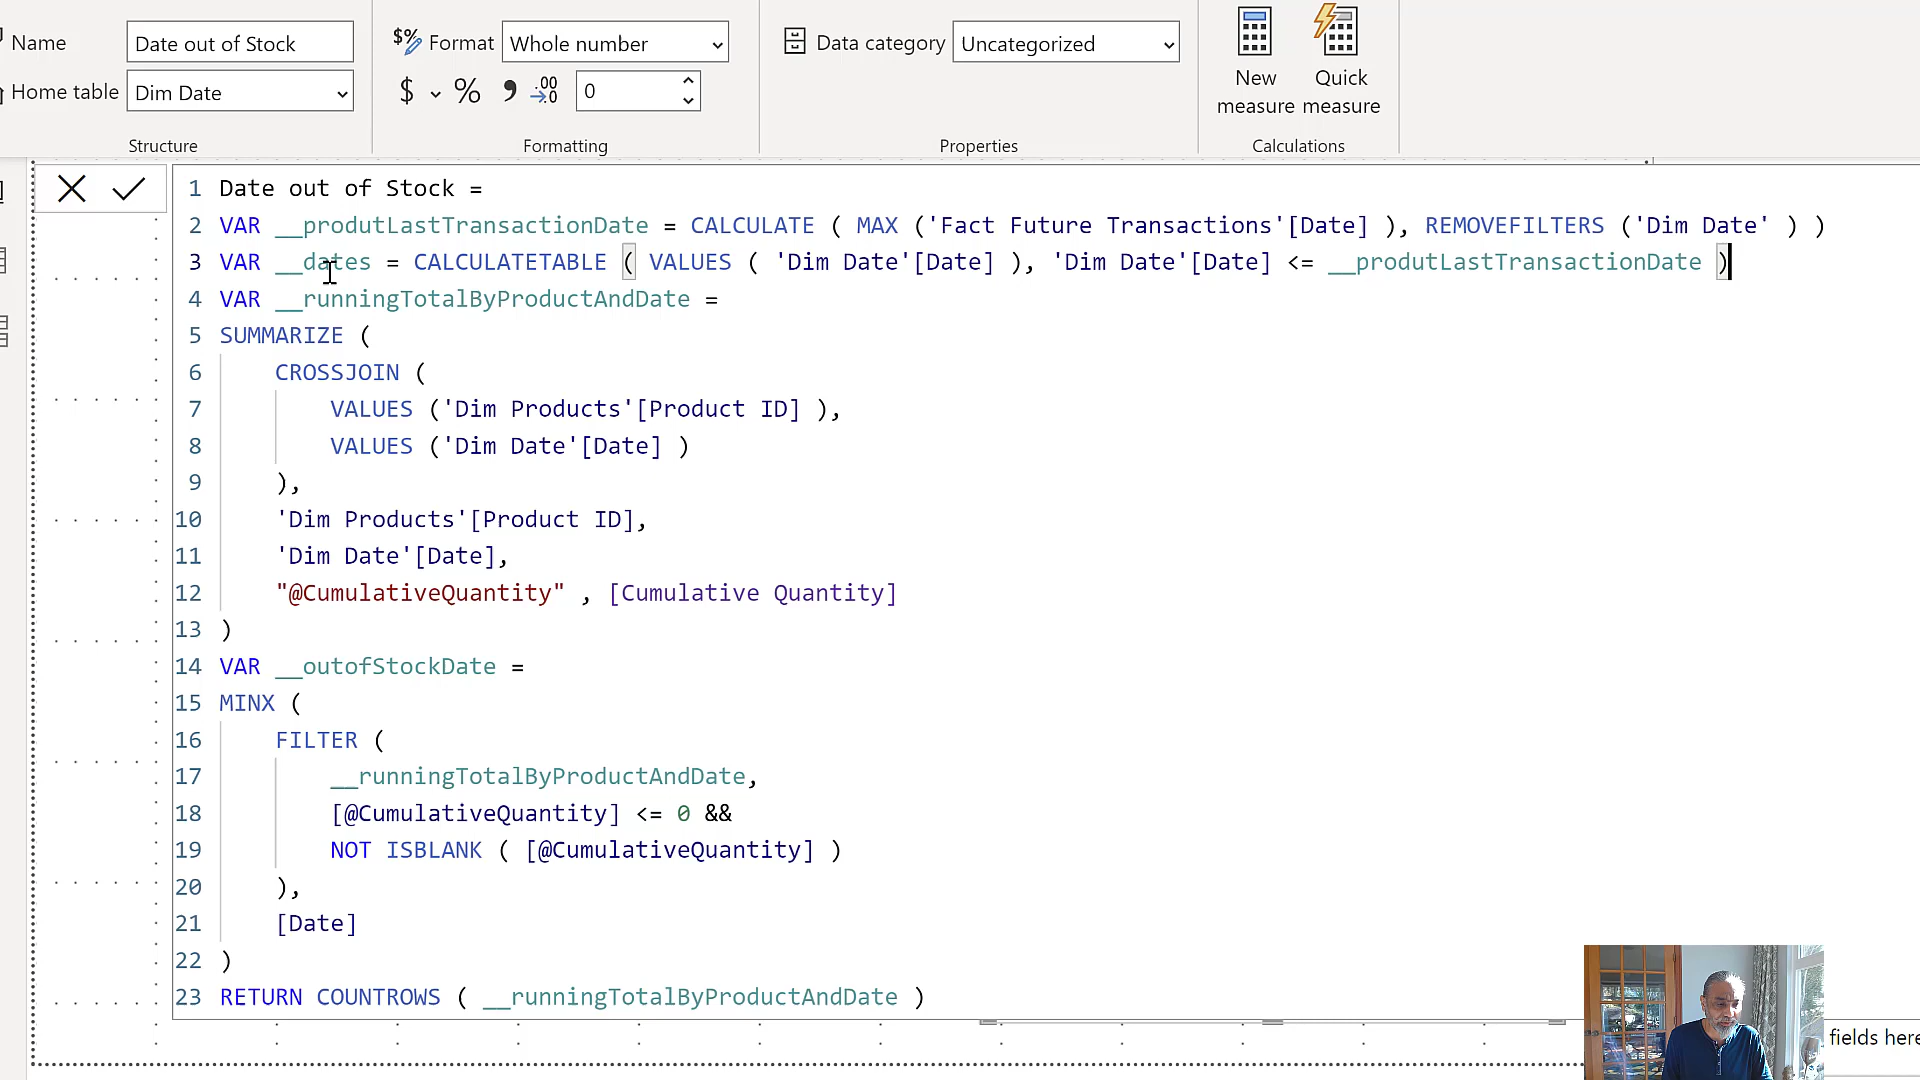 Name
Date out of Stock
Home table
Dim Date
Structure
$% Format
Whole number
$ % , .00 .0
0
Formatting
Data category
Uncategorized
Properties
New measure
Quick measure
Calculations
1 Date out of Stock =
2 VAR __produtLastTransactionDate = CALCULATE ( MAX ('Fact Future Transactions'[Date] ), REMOVEFILTERS ('Dim Date' ) )
3 VAR __dates = CALCULATETABLE ( VALUES ( 'Dim Date'[Date] ), 'Dim Date'[Date] <= __produtLastTransactionDate )
4 VAR __runningTotalByProductAndDate =
5 SUMMARIZE (
6 CROSSJOIN (
7 VALUES ('Dim Products'[Product ID] ),
8 VALUES ('Dim Date'[Date] )
9 ),
10 'Dim Products'[Product ID],
11 'Dim Date'[Date],
12 "@CumulativeQuantity" , [Cumulative Quantity]
13 )
14 VAR __outofStockDate =
15 MINX (
16 FILTER (
17 __runningTotalByProductAndDate,
18 [@CumulativeQuantity] <= 0 &&
19 NOT ISBLANK ( [@CumulativeQuantity] )
20 ),
21 [Date]
22 )
23 RETURN COUNTROWS ( __runningTotalByProductAndDate )
fields here